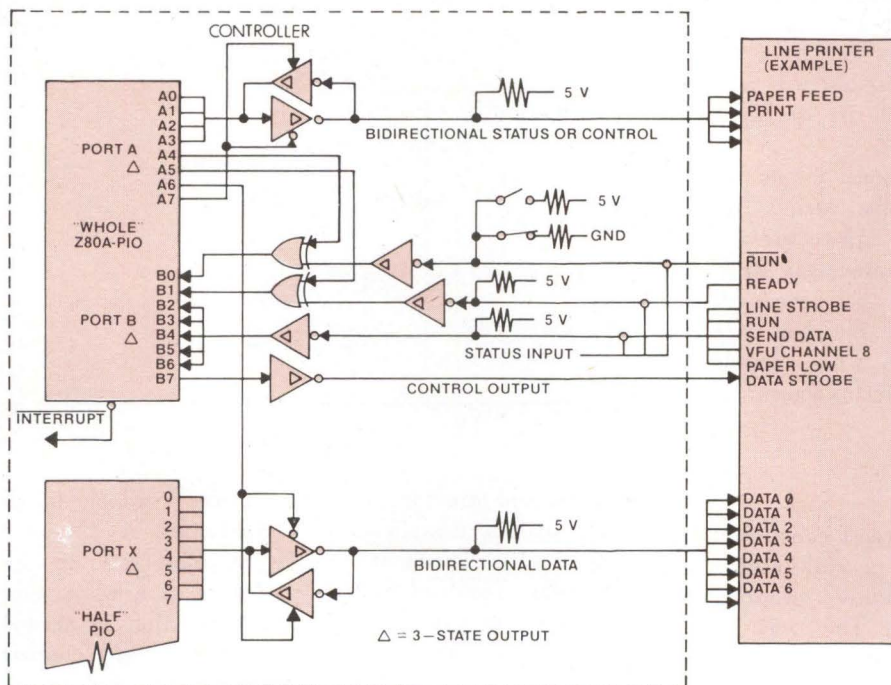 CONTROLLER
A0
A1
A2
A3
A4
A5
A6
A7
PORT A
"WHOLE"
Z80A-PIO
B0
B1
B2
B3
B4
B5
B6
B7
PORT B
INTERRUPT
5 V
BIDIRECTIONAL STATUS OR CONTROL
5 V
GND
5 V
5 V
STATUS INPUT
CONTROL OUTPUT
LINE PRINTER
(EXAMPLE)
PAPER FEED
PRINT
RUN
READY
LINE STROBE
RUN
SEND DATA
VFU CHANNEL 8
PAPER LOW
DATA STROBE
0
1
2
3
4
5
6
7
PORT X
"HALF"
PIO
5 V
BIDIRECTIONAL DATA
△ = 3-STATE OUTPUT
DATA 0
DATA 1
DATA 2
DATA 3
DATA 4
DATA 5
DATA 6